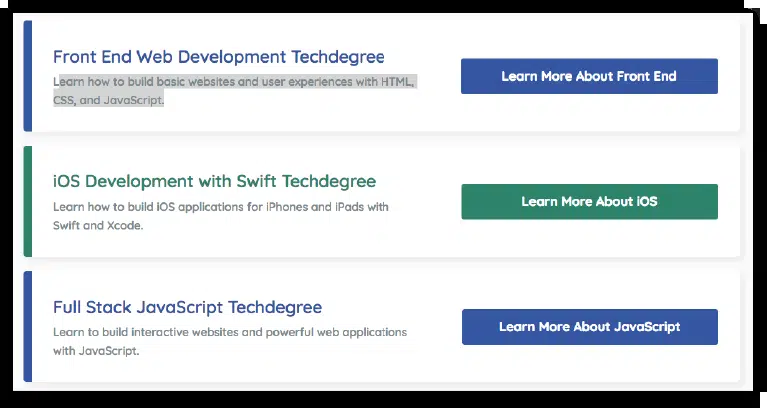 Front End Web Development Techdegree
Learn how to build basic websites and user experiences with HTML,
CSS, and JavaScript.
Learn More About Front End
iOS Development with Swift Techdegree
Learn how to build iOS applications for iPhones and iPads with
Swift and Xcode.
Learn More About iOS
Full Stack JavaScript Techdegree
Learn to build interactive websites and powerful web applications
with JavaScript.
Learn More About JavaScript